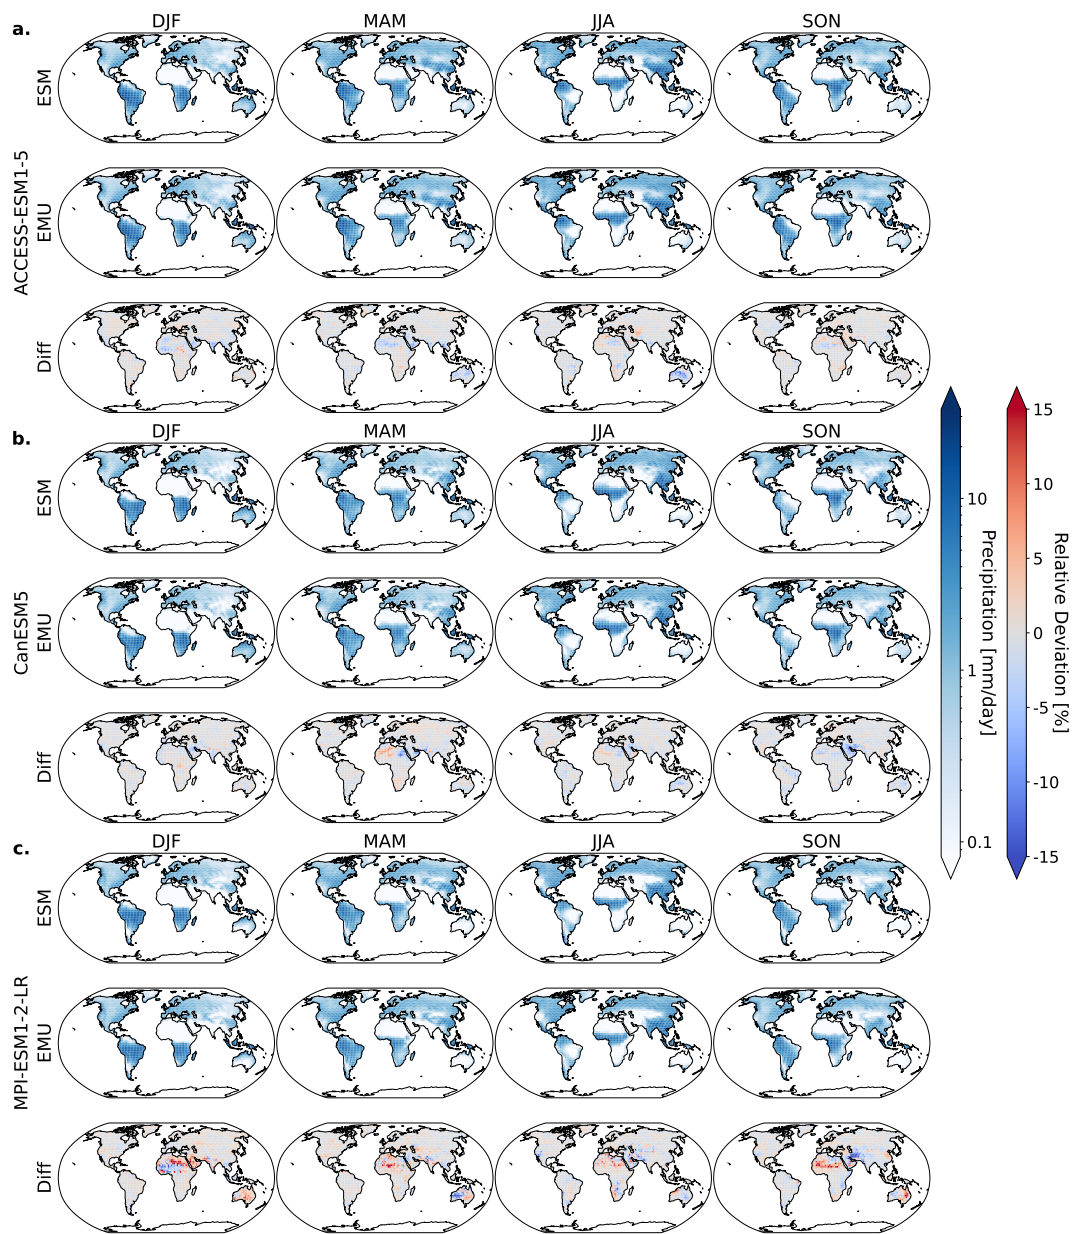 a.
DJF MAM JJA SON
ESM
ACCESS-ESM1-5
EMU
Diff
b.
DJF MAM JJA SON
ESM
CanESM5
EMU
Diff
c.
DJF MAM JJA SON
ESM
MPI-ESM1-2-LR
EMU
Diff
10
1
0.1
Precipitation [mm/day]
15
10
5
0
-5
-10
-15
Relative Deviation [%]